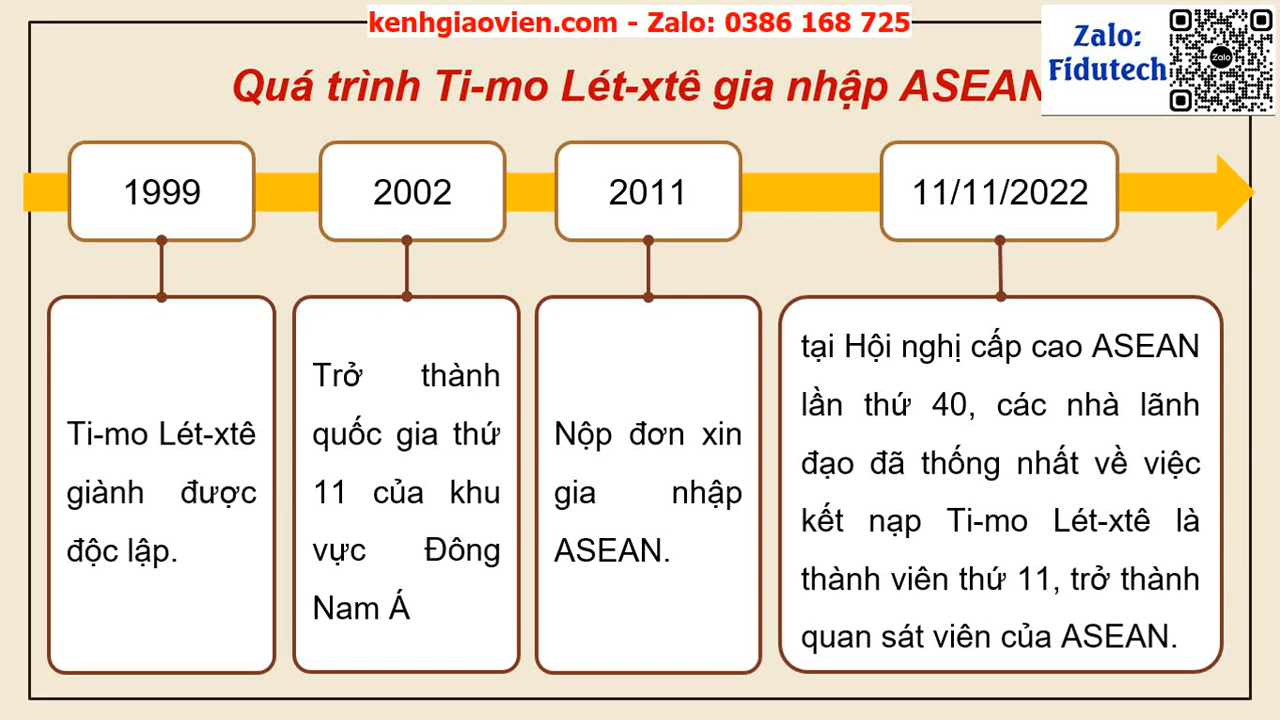 kenhgiaovien.com - Zalo: 0386 168 725
Zalo:
Fidutech
Zalo
Quá trình Ti-mo Lét-xtê gia nhập ASEAN
1999
2002
2011
11/11/2022
Ti-mo Lét-xtê
giành được
độc lập.
Trở thành
quốc gia thứ
11 của khu
vực Đông
Nam Á
Nộp đơn xin
gia nhập
ASEAN.
tại Hội nghị cấp cao ASEAN
lần thứ 40, các nhà lãnh
đạo đã thống nhất về việc
kết nạp Ti-mo Lét-xtê là
thành viên thứ 11, trở thành
quan sát viên của ASEAN.